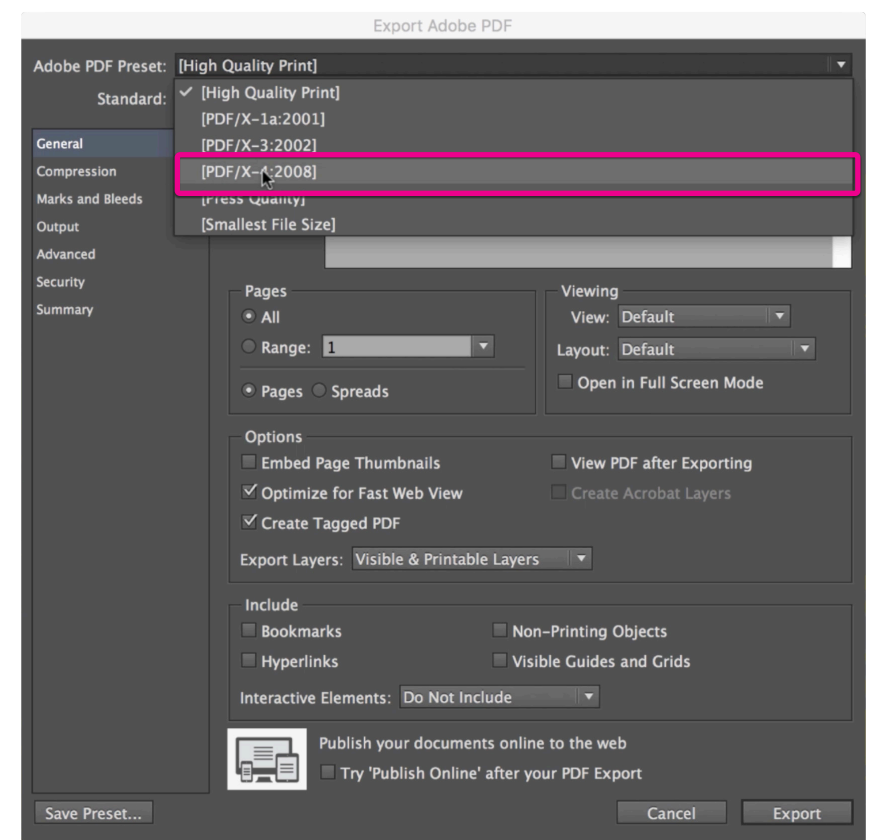 Export Adobe PDF
Adobe PDF Preset: [High Quality Print]
Standard:
✓ [High Quality Print]
[PDF/X-1a:2001]
[PDF/X-3:2002]
[PDF/X-4:2008]
[Press Quality]
[Smallest File Size]
General
Compression
Marks and Bleeds
Output
Advanced
Security
Summary
Pages
All
Range: 1
Pages Spreads
Viewing
View: Default
Layout: Default
Open in Full Screen Mode
Options
Embed Page Thumbnails
Optimize for Fast Web View
Create Tagged PDF
View PDF after Exporting
Create Acrobat Layers
Export Layers: Visible & Printable Layers
Include
Bookmarks
Hyperlinks
Non-Printing Objects
Visible Guides and Grids
Interactive Elements: Do Not Include
Publish your documents online to the web
Try 'Publish Online' after your PDF Export
Save Preset...
Cancel
Export